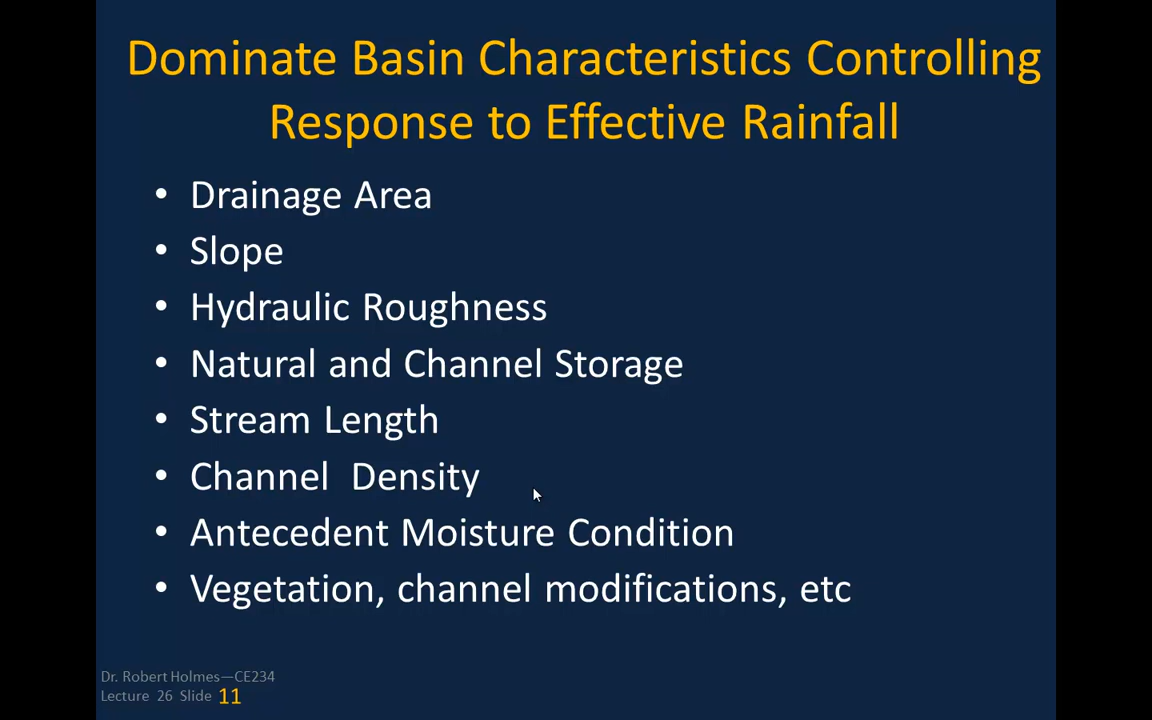 Dominate Basin Characteristics Controlling
Response to Effective Rainfall
• Drainage Area
• Slope
• Hydraulic Roughness
• Natural and Channel Storage
• Stream Length
• Channel  Density
• Antecedent Moisture Condition
• Vegetation, channel modifications, etc
Dr. Robert Holmes—CE234
Lecture 26 Slide 11